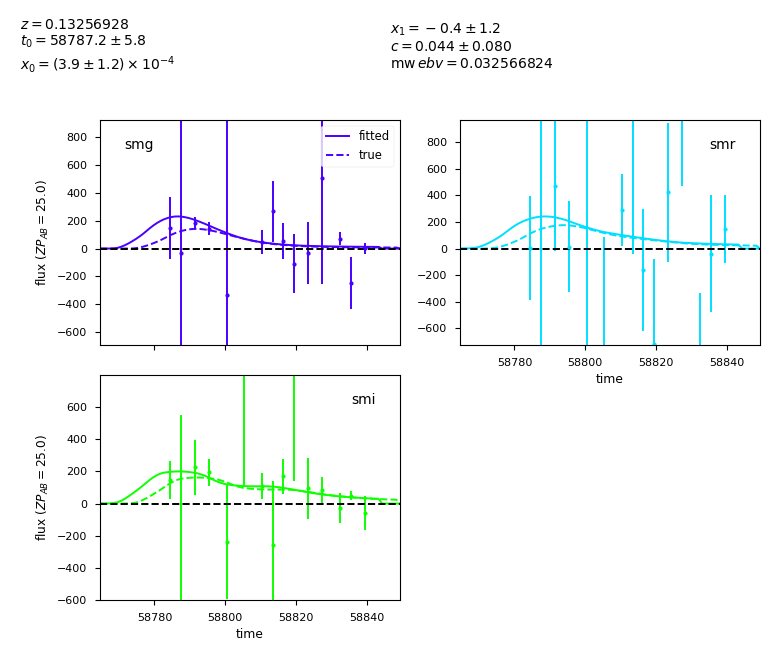 z = 0.13256928
t₀ = 58787.2 ± 5.8
x₀ = (3.9 ± 1.2) × 10⁻⁴
x₁ = −0.4 ± 1.2
c = 0.044 ± 0.080
mw ebv = 0.032566824
smg
fitted
true
800
600
400
200
0
−200
−400
−600
flux (ZP_AB = 25.0)
smr
800
600
400
200
0
−200
−400
−600
58780 58800 58820 58840
time
smi
600
400
200
0
−200
−400
−600
flux (ZP_AB = 25.0)
58780 58800 58820 58840
time